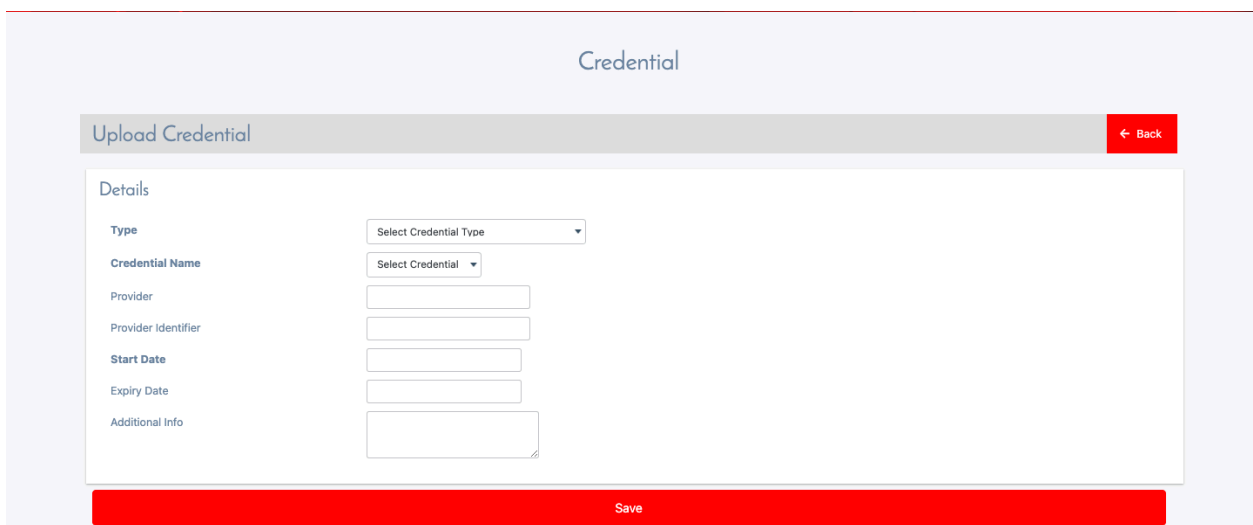 Credential
Upload Credential
← Back
Details
Type
Select Credential Type
Credential Name
Select Credential
Provider
Provider Identifier
Start Date
Expiry Date
Additional Info
Save